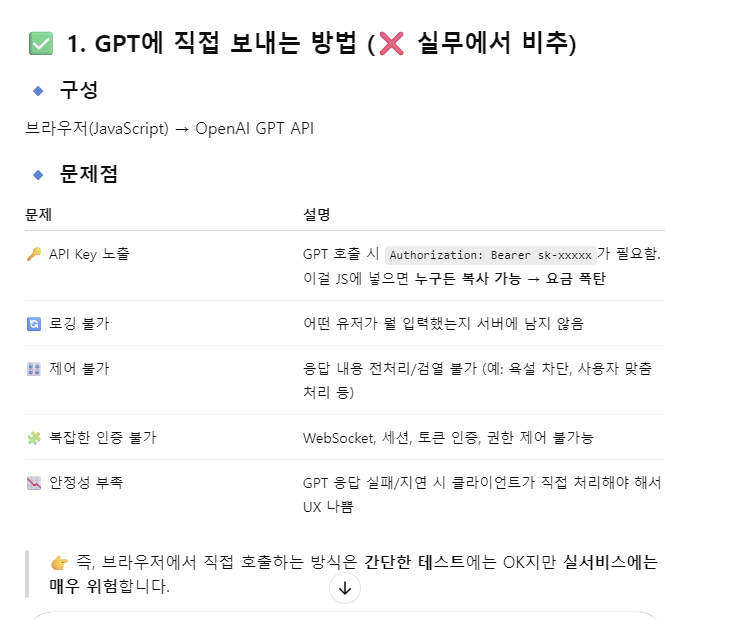 ✅ 1. GPT에 직접 보내는 방법 (❌ 실무에서 비추)
🔹 구성
브라우저(JavaScript) → OpenAI GPT API
🔹 문제점
문제 설명
🔑 API Key 노출 GPT 호출 시 Authorization: Bearer sk-xxxxx가 필요함.
이걸 JS에 넣으면 누구든 복사 가능 → 요금 폭탄
🔄 로깅 불가 어떤 유저가 뭘 입력했는지 서버에 남지 않음
🎛️ 제어 불가 응답 내용 전처리/검열 불가 (예: 욕설 차단, 사용자 맞춤
처리 등)
🧩 복잡한 인증 불가 WebSocket, 세션, 토큰 인증, 권한 제어 불가능
📉 안정성 부족 GPT 응답 실패/지연 시 클라이언트가 직접 처리해야 해서
UX 나쁨
👉 즉, 브라우저에서 직접 호출하는 방식은 간단한 테스트에는 OK지만 실서비스에는
매우 위험합니다.